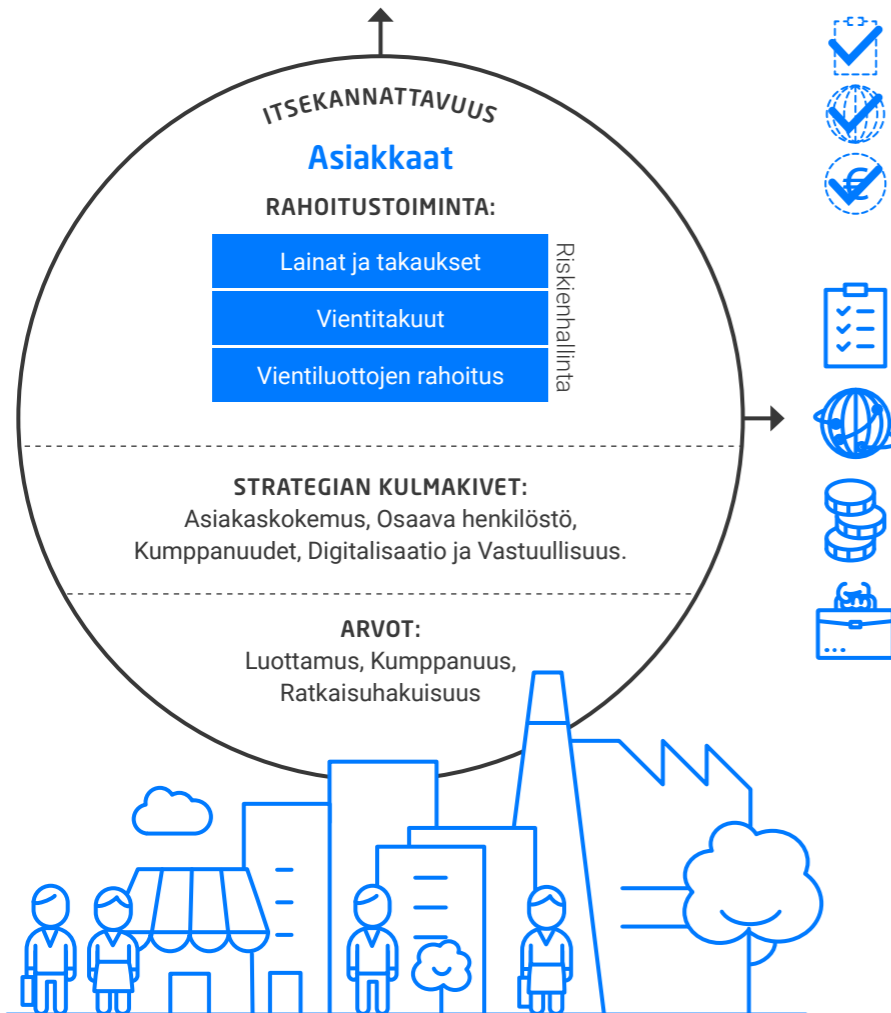 ITSEKANNATTAVUUS
Asiakkaat
RAHOITUSTOIMINTA:
Lainat ja takaukset
Vientitakuut
Vientiluottojen rahoitus
Riskienhallinta
STRATEGIAN KULMAKIVET:
Asiakaskokemus, Osaava henkilöstö,
Kumppanuudet, Digitalisaatio ja Vastuullisuus.
ARVOT:
Luottamus, Kumppanuus,
Ratkaisuhakuisuus
€